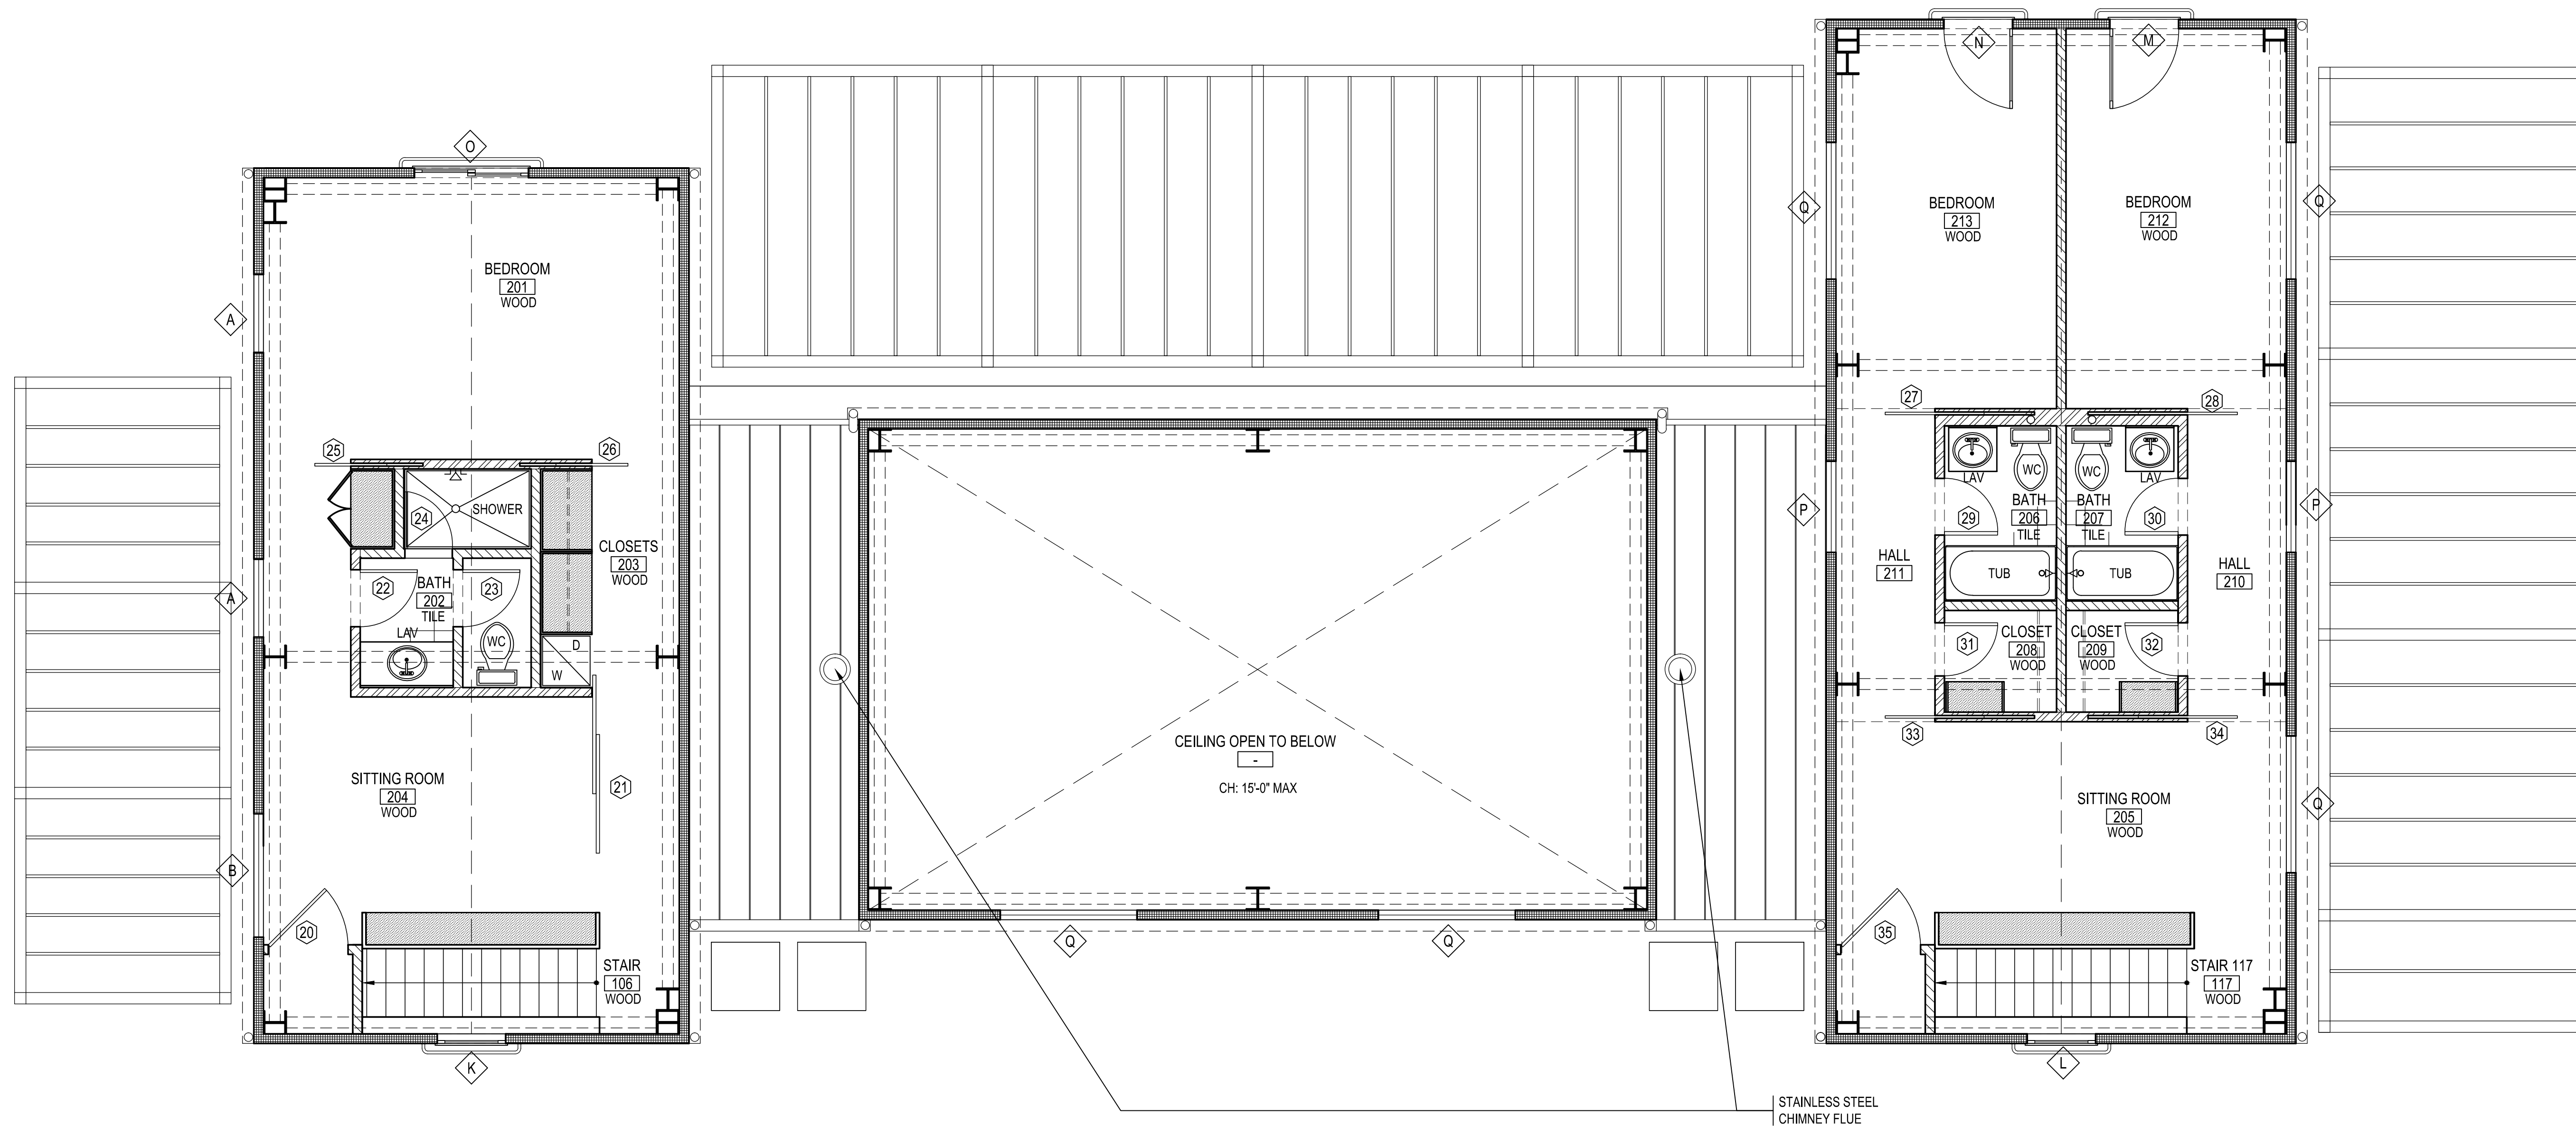 N
M
O
BEDROOM
213
WOOD
BEDROOM
212
WOOD
Q
Q
BEDROOM
201
WOOD
A
27
28
25
26
LAV
WC
WC
LAV
24
SHOWER
BATH
206
TILE
BATH
207
TILE
29
30
P
P
CLOSETS
203
WOOD
HALL
211
HALL
210
TUB
TUB
22
BATH
202
TILE
23
A
LAV
WC
D
W
31
CLOSET
208
WOOD
CLOSET
209
WOOD
32
33
34
CEILING OPEN TO BELOW
-
CH: 15'-0" MAX
SITTING ROOM
204
WOOD
21
SITTING ROOM
205
WOOD
Q
B
20
35
Q
Q
STAIR
106
WOOD
STAIR 117
117
WOOD
K
L
STAINLESS STEEL
CHIMNEY FLUE